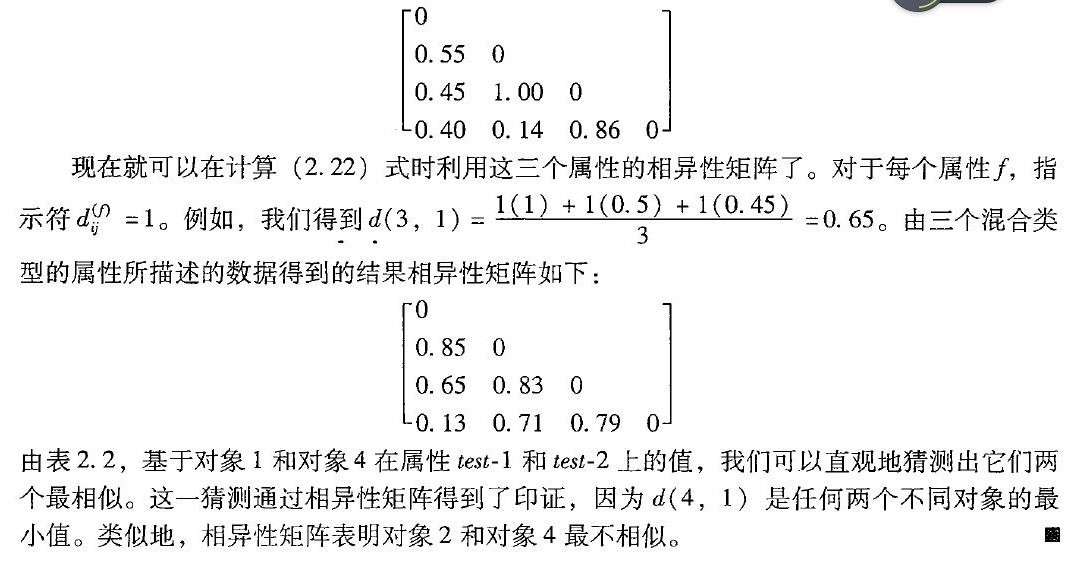 0
0.55 0
0.45 1.00 0
0.40 0.14 0.86 0
现在就可以在计算（2.22）式时利用这三个属性的相异性矩阵了。对于每个属性f，指
示符 d_{ij}^{(f)} =1。例如，我们得到 d(3，1) = \frac{1(1) + 1(0.5) + 1(0.45)}{3} = 0.65。由三个混合类
型的属性所描述的数据得到的结果相异性矩阵如下：
0
0.85 0
0.65 0.83 0
0.13 0.71 0.79 0
由表2.2，基于对象1和对象4在属性 test-1 和 test-2 上的值，我们可以直观地猜测出它们两
个最相似。这一猜测通过相异性矩阵得到了印证，因为 d(4，1) 是任何两个不同对象的最
小值。类似地，相异性矩阵表明对象2和对象4最不相似。